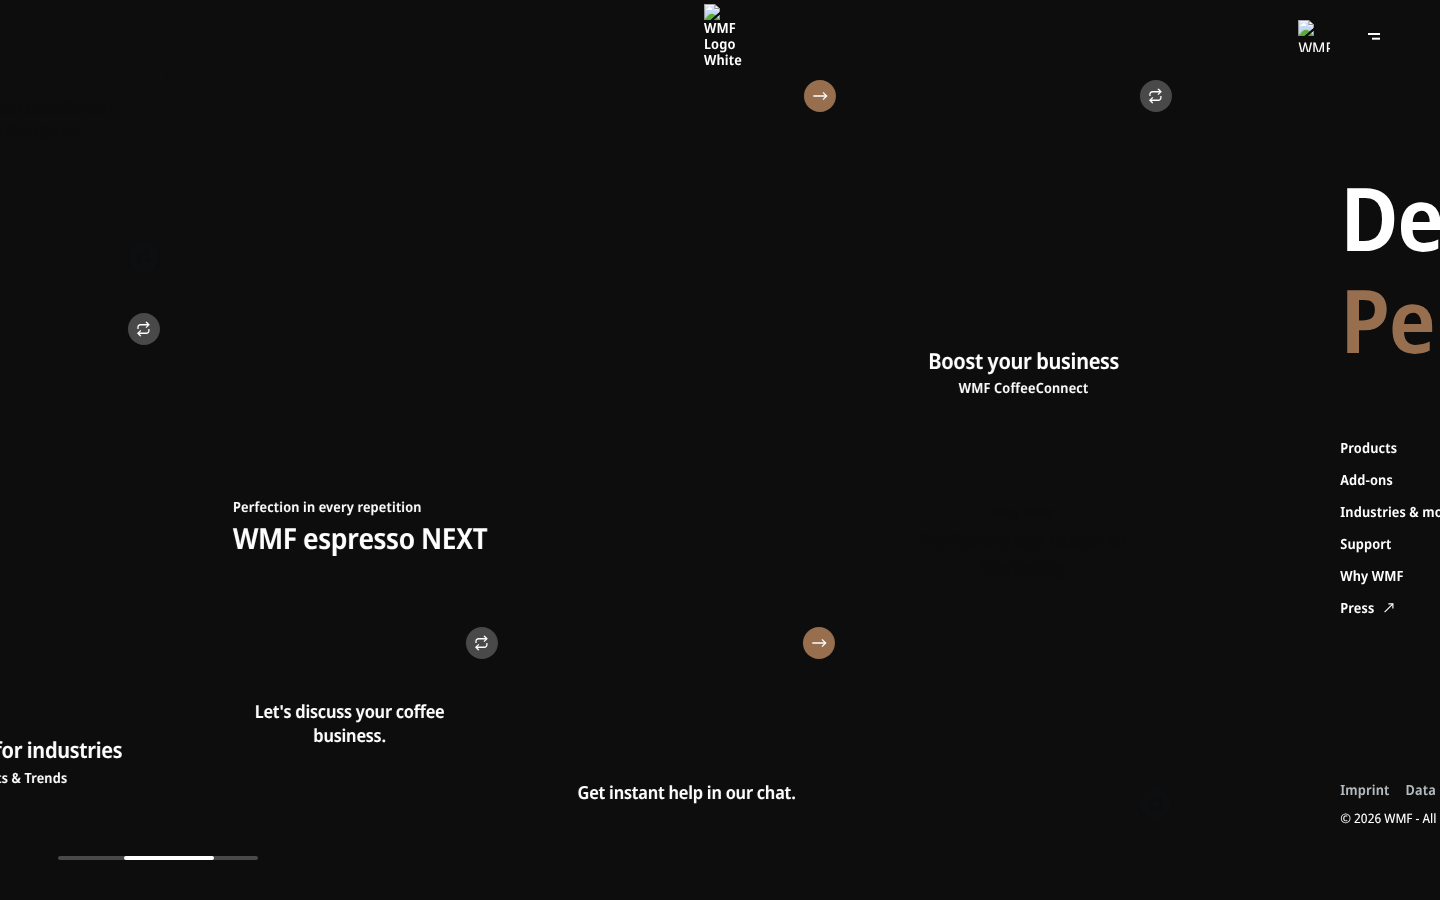 WMF
Logo
White
WMF
De
Pe
Boost your business
WMF CoffeeConnect
Products
Add-ons
Industries & mo
Support
Why WMF
Press
Perfection in every repetition
WMF espresso NEXT
Let's discuss your coffee
business.
for industries
ts & Trends
Get instant help in our chat.
Imprint Data
© 2026 WMF - All